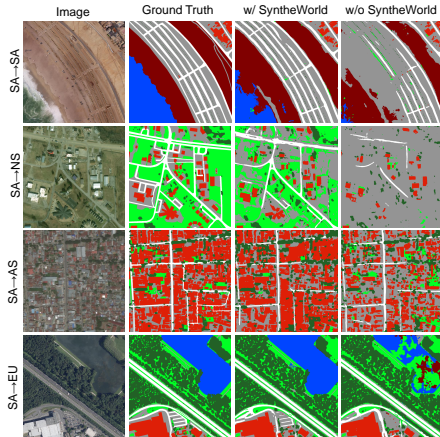 Image Ground Truth w/ SyntheWorld w/o SyntheWorld
SA→SA
SA→NS
SA→AS
SA→EU